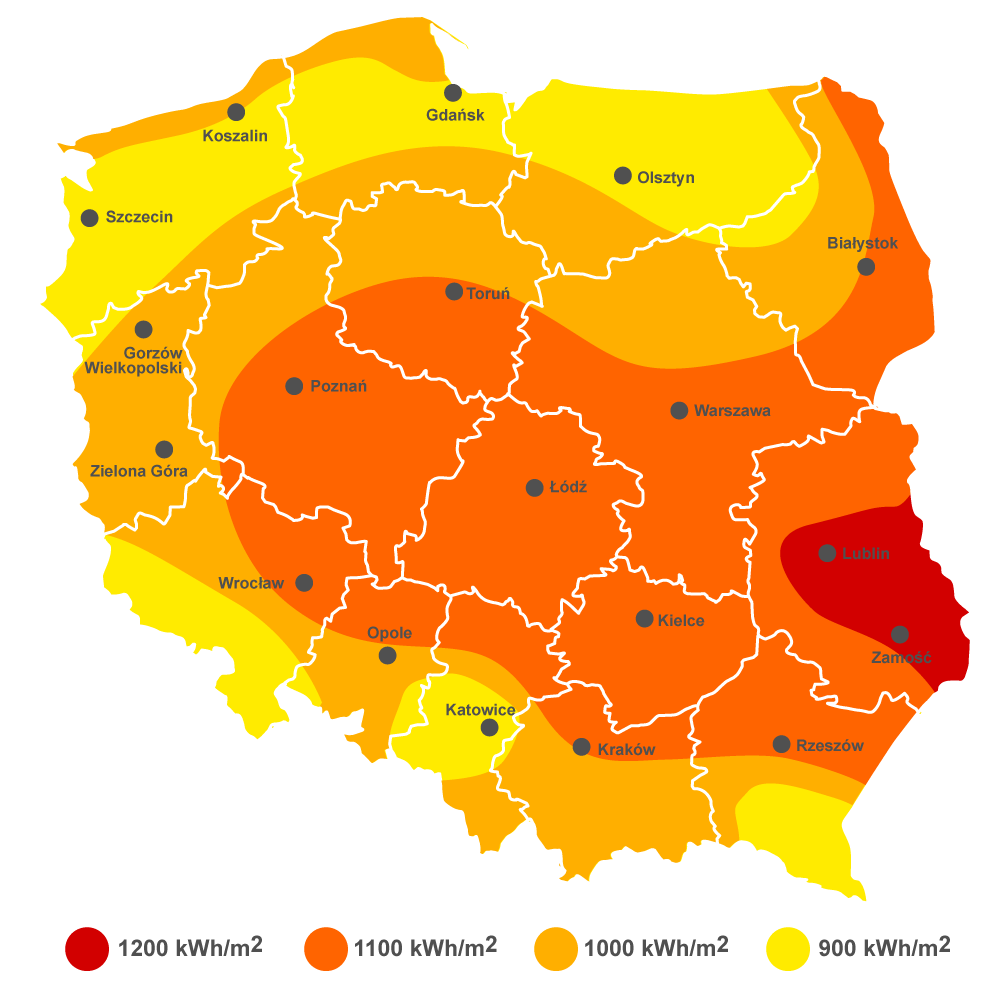 Gdańsk
Koszalin
Olsztyn
Szczecin
Białystok
Toruń
Gorzów
Wielkopolski
Poznań
Warszawa
Zielona Góra
Łódź
Lublin
Wrocław
Kielce
Opole
Zamość
Katowice
Kraków
Rzeszów
1200 kWh/m² 1100 kWh/m² 1000 kWh/m² 900 kWh/m²